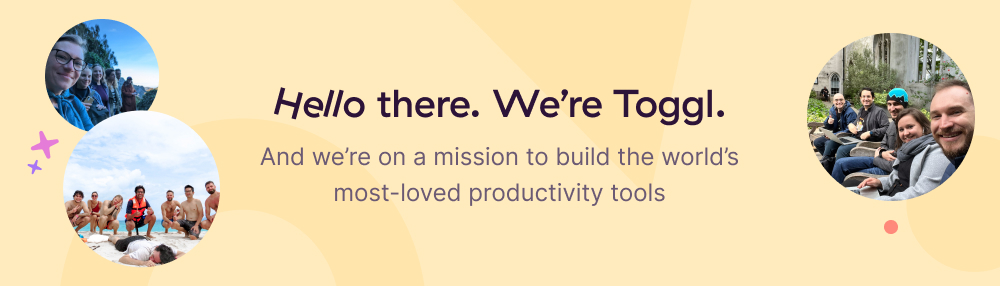 Hello there. We’re Toggl.
And we’re on a mission to build the world’s
most-loved productivity tools